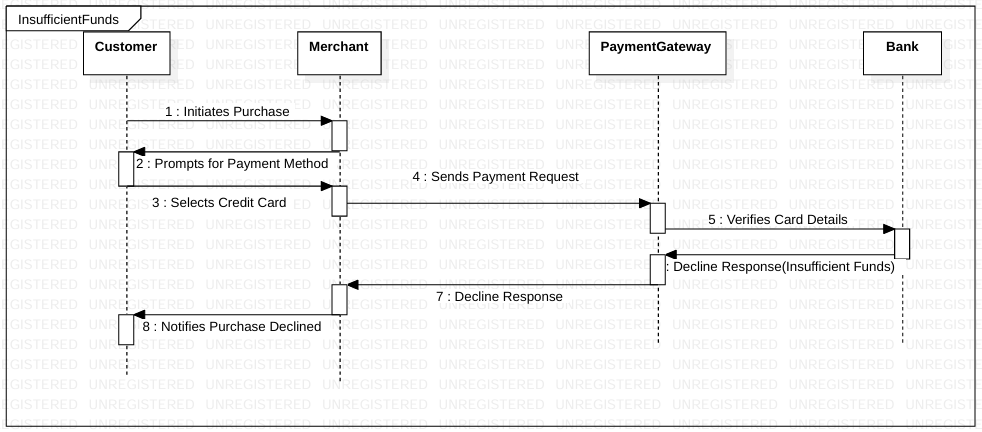 InsufficientFunds
Customer
Merchant
PaymentGateway
Bank
1 : Initiates Purchase
2 : Prompts for Payment Method
3 : Selects Credit Card
4 : Sends Payment Request
5 : Verifies Card Details
: Decline Response(Insufficient Funds)
7 : Decline Response
8 : Notifies Purchase Declined
UNREGISTERED